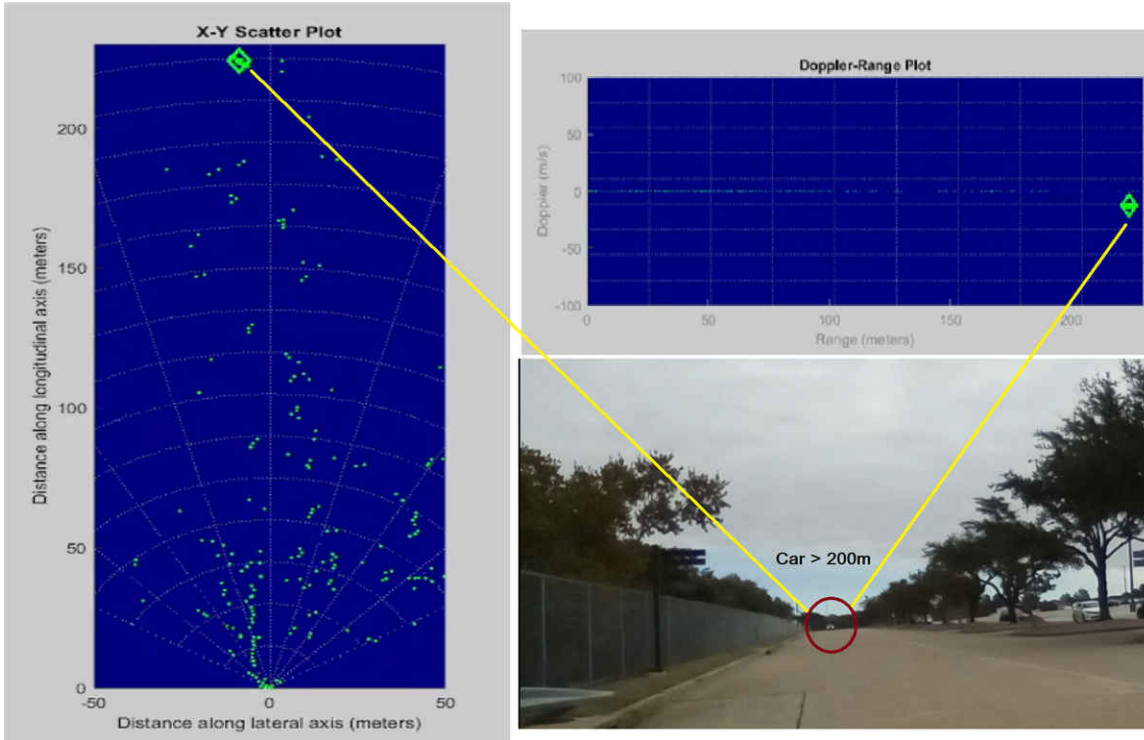 X-Y Scatter Plot
Distance along longitudinal axis (meters)
200
150
100
50
0
-50
0
50
Distance along lateral axis (meters)
Doppler-Range Plot
Doppler (m/s)
100
50
0
-50
-100
0
50
100
150
200
Range (meters)
Car > 200m